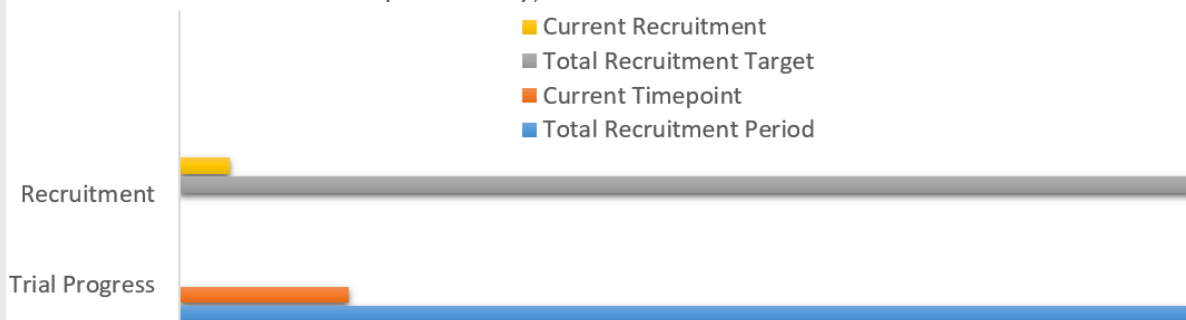 Current Recruitment
Total Recruitment Target
Current Timepoint
Total Recruitment Period
Recruitment
Trial Progress